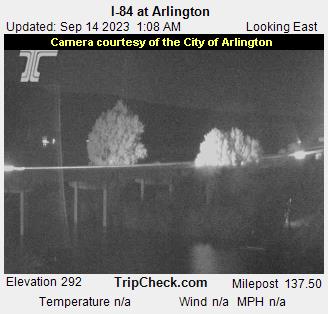 I-84 at Arlington
Updated: Sep 14 2023 1:08 AM Looking East
Camera courtesy of the City of Arlington
Elevation 292 TripCheck.com Milepost 137.50
Temperature n/a Wind n/a MPH n/a